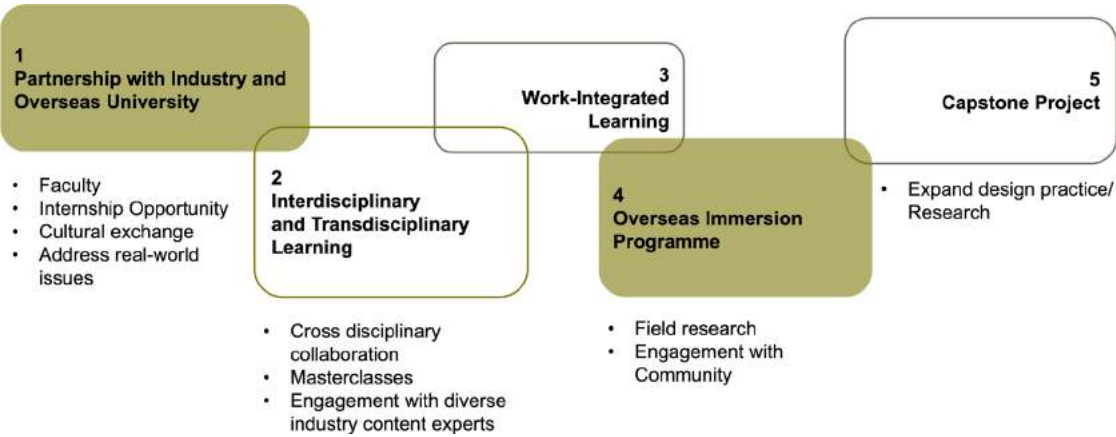 1
Partnership with Industry and
Overseas University
• Faculty
• Internship Opportunity
• Cultural exchange
• Address real-world
issues
2
Interdisciplinary
and Transdisciplinary
Learning
• Cross disciplinary
collaboration
• Masterclasses
• Engagement with diverse
industry content experts
3
Work-Integrated
Learning
4
Overseas Immersion
Programme
• Field research
• Engagement with
Community
5
Capstone Project
• Expand design practice/
Research